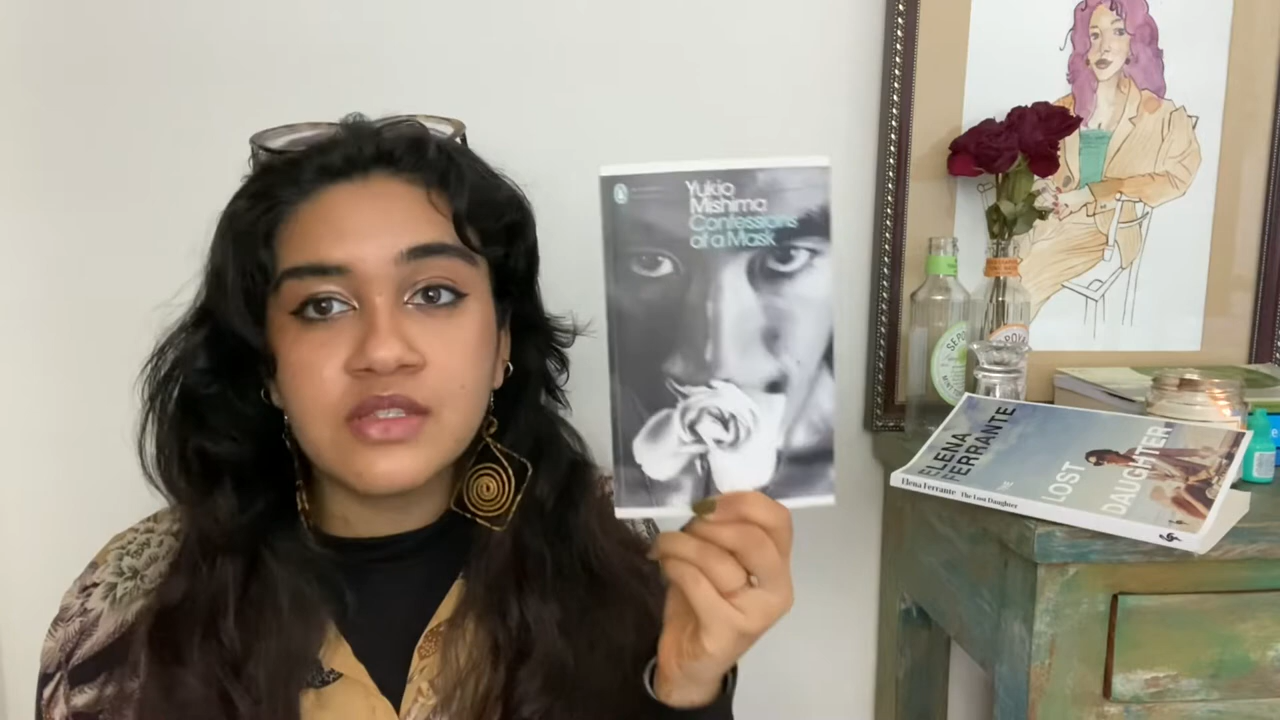 Yukio
Mishima
Confessions
of a Mask
ELENA
FERRANTE
THE
LOST
DAUGHTER
Elena Ferrante The Lost Daughter